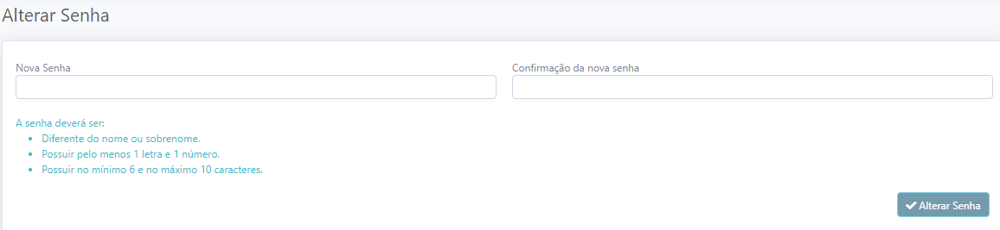 Alterar Senha
Nova Senha
Confirmação da nova senha
A senha deverá ser:
Diferente do nome ou sobrenome.
Possuir pelo menos 1 letra e 1 número.
Possuir no mínimo 6 e no máximo 10 caracteres.
Alterar Senha